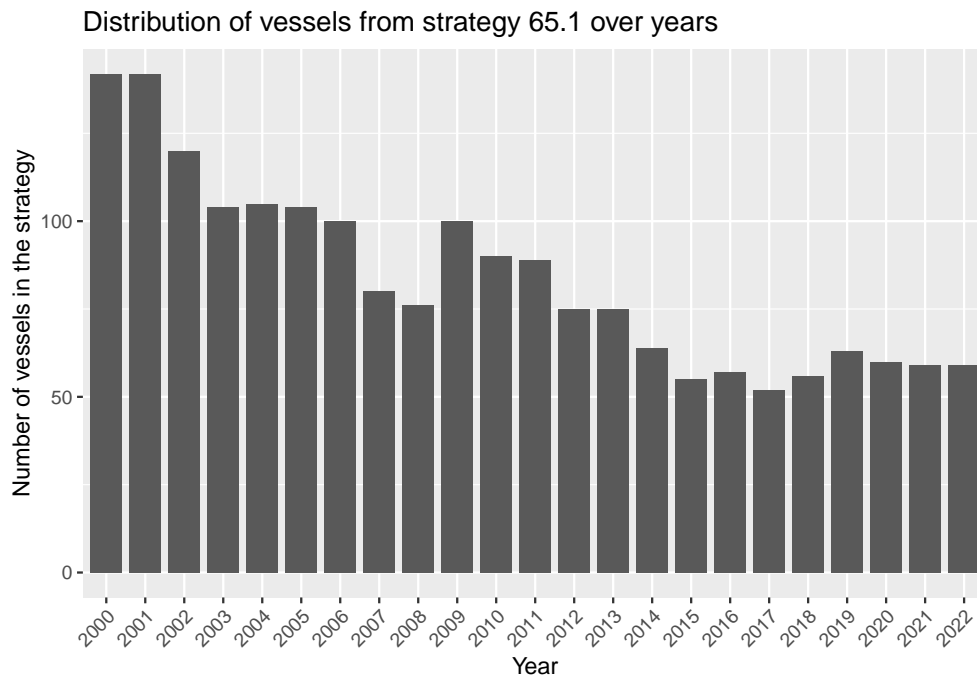 Distribution of vessels from strategy 65.1 over years
Number of vessels in the strategy
100
50
0
2000 2001 2002 2003 2004 2005 2006 2007 2008 2009 2010 2011 2012 2013 2014 2015 2016 2017 2018 2019 2020 2021 2022
Year